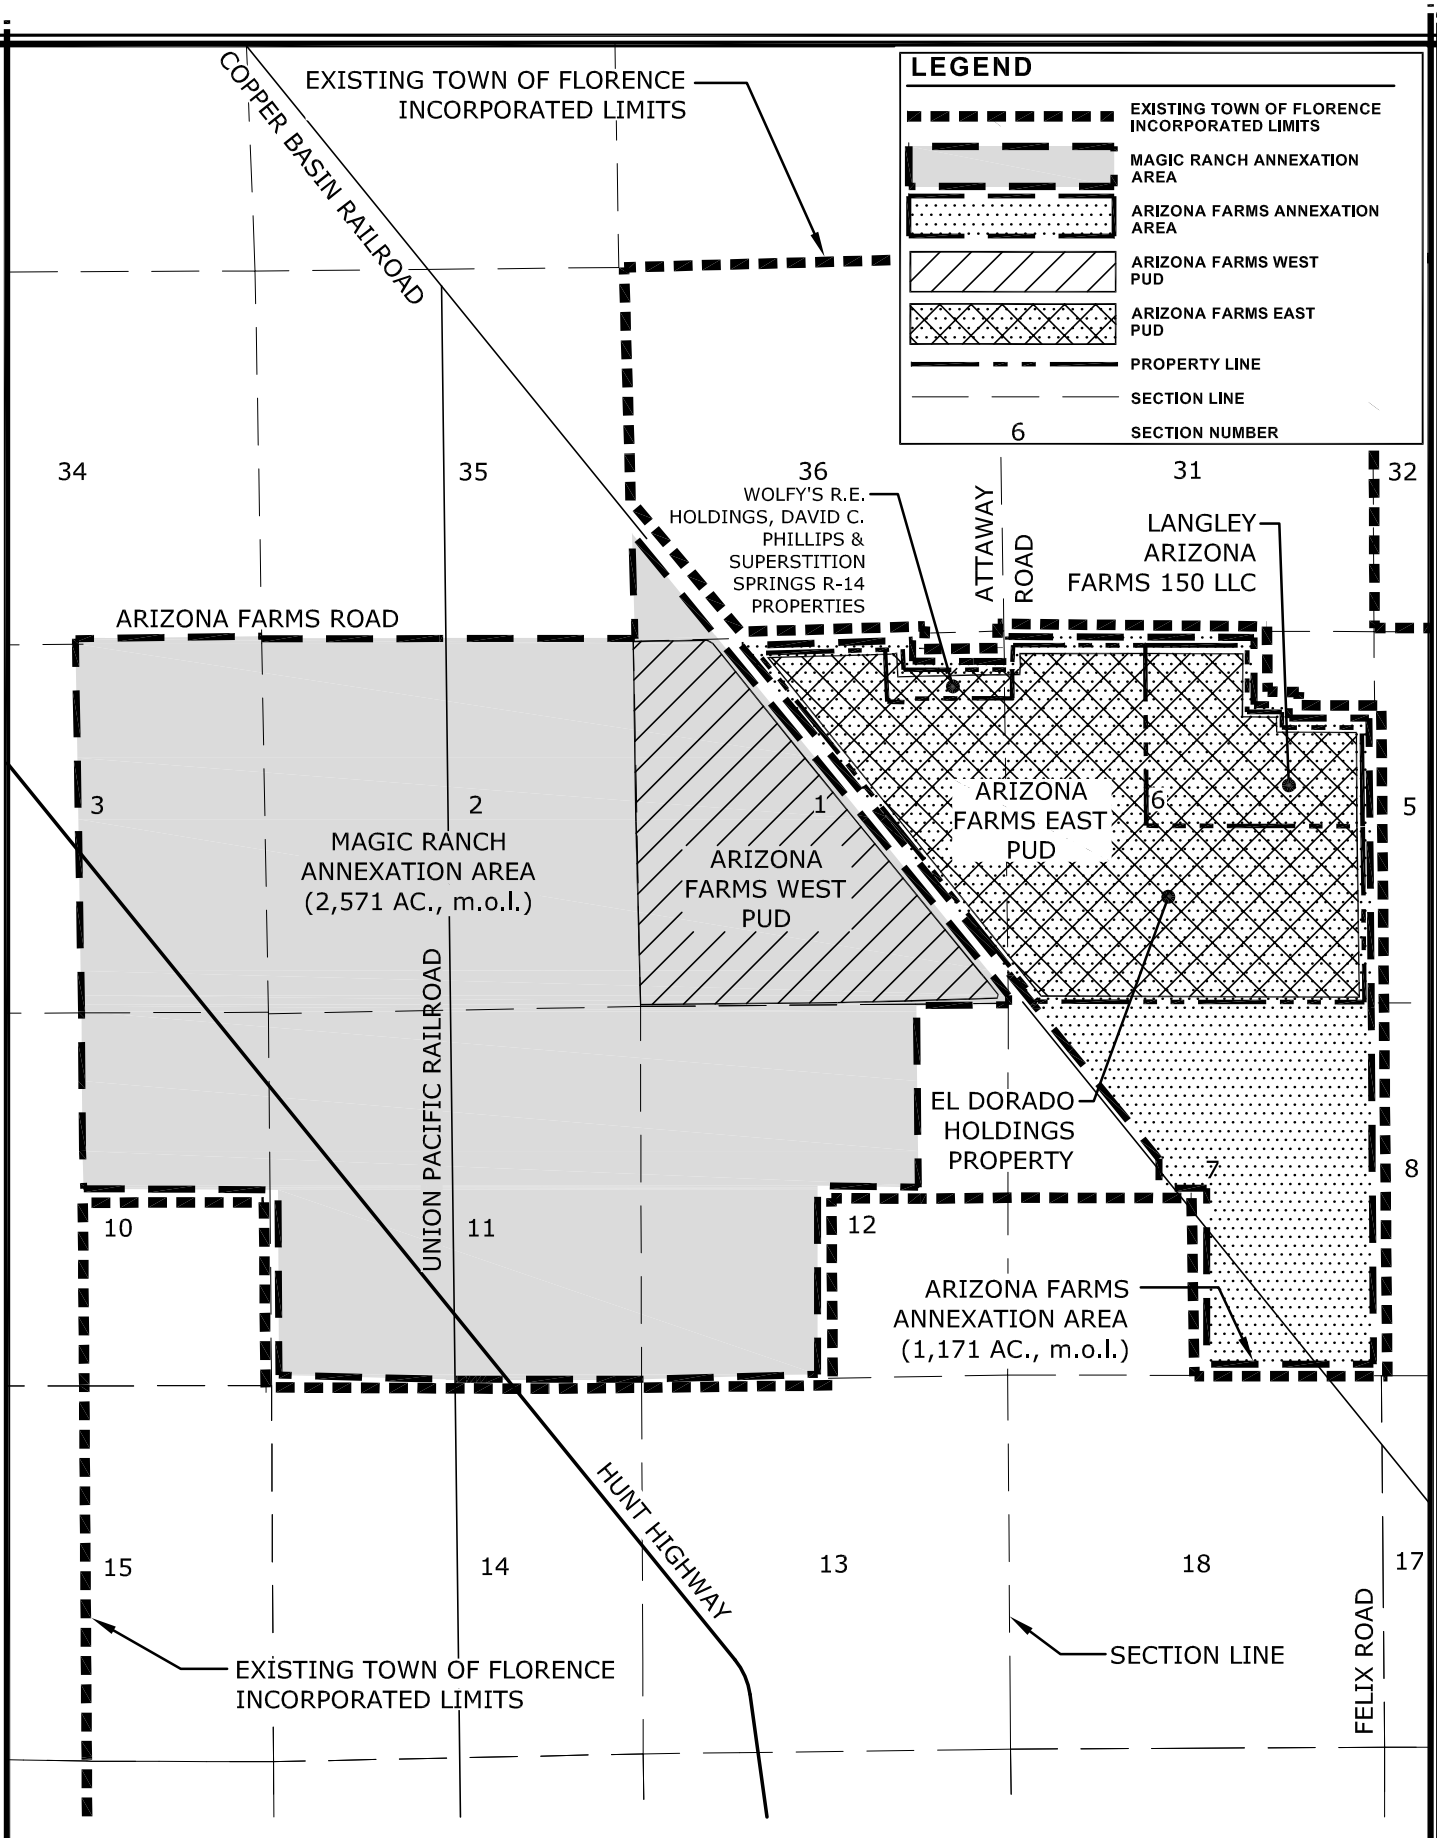 COPPER BASIN RAILROAD
EXISTING TOWN OF FLORENCE
INCORPORATED LIMITS
LEGEND
EXISTING TOWN OF FLORENCE
INCORPORATED LIMITS
MAGIC RANCH ANNEXATION
AREA
ARIZONA FARMS ANNEXATION
AREA
ARIZONA FARMS WEST
PUD
ARIZONA FARMS EAST
PUD
PROPERTY LINE
SECTION LINE
6
SECTION NUMBER
34
35
36
31
32
WOLFY'S R.E.
HOLDINGS, DAVID C.
PHILLIPS &
SUPERSTITION
SPRINGS R-14
PROPERTIES
ATTAWAY
ROAD
LANGLEY
ARIZONA
FARMS 150 LLC
ARIZONA FARMS ROAD
3
2
1
6
5
MAGIC RANCH
ANNEXATION AREA
(2,571 AC., m.o.l.)
ARIZONA
FARMS WEST
PUD
ARIZONA
FARMS EAST
PUD
UNION PACIFIC RAILROAD
EL DORADO
HOLDINGS
PROPERTY
7
8
10
11
12
ARIZONA FARMS
ANNEXATION AREA
(1,171 AC., m.o.l.)
HUNT HIGHWAY
15
14
13
18
17
EXISTING TOWN OF FLORENCE
INCORPORATED LIMITS
SECTION LINE
FELIX ROAD